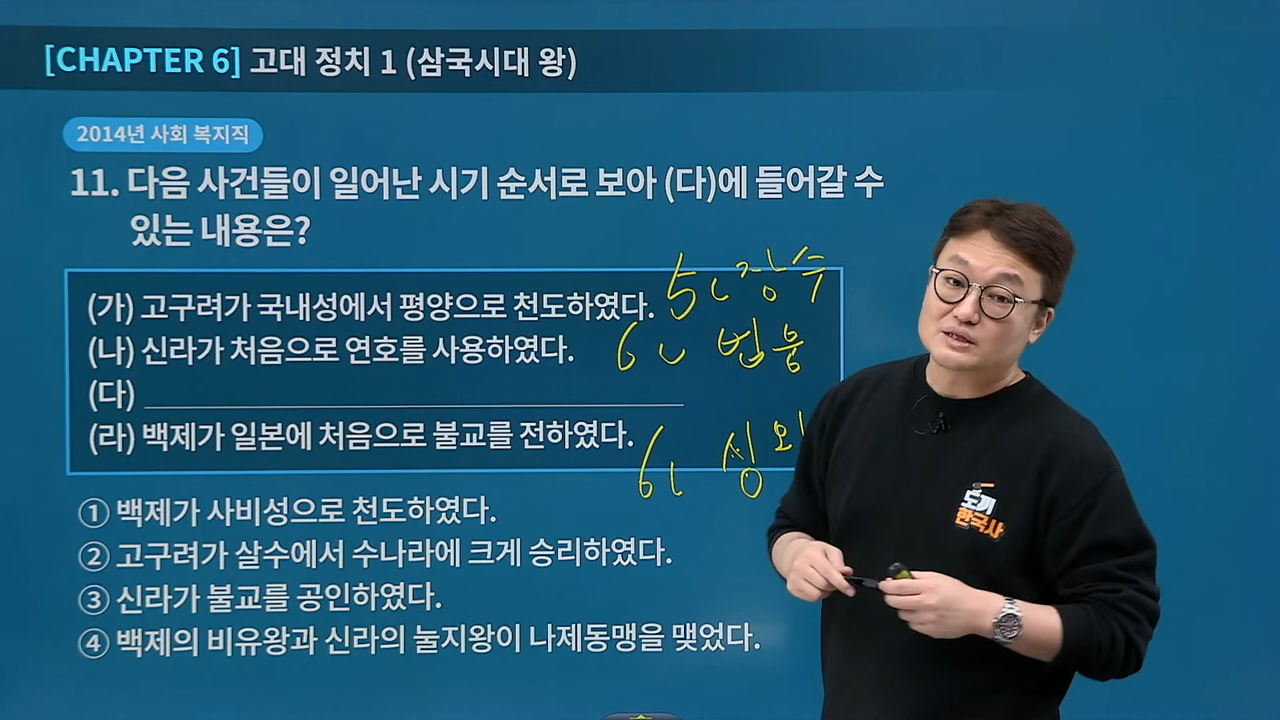 [CHAPTER 6] 고대 정치 1 (삼국시대 왕)
2014년 사회 복지직
11. 다음 사건들이 일어난 시기 순서로 보아 (다)에 들어갈 수
있는 내용은?
(가) 고구려가 국내성에서 평양으로 천도하였다. 5c 장수
(나) 신라가 처음으로 연호를 사용하였다. 6c 법흥
(다)
(라) 백제가 일본에 처음으로 불교를 전하였다. 6c 성왕
① 백제가 사비성으로 천도하였다.
② 고구려가 살수에서 수나라에 크게 승리하였다.
③ 신라가 불교를 공인하였다.
④ 백제의 비유왕과 신라의 눌지왕이 나제동맹을 맺었다.
도끼
한국사